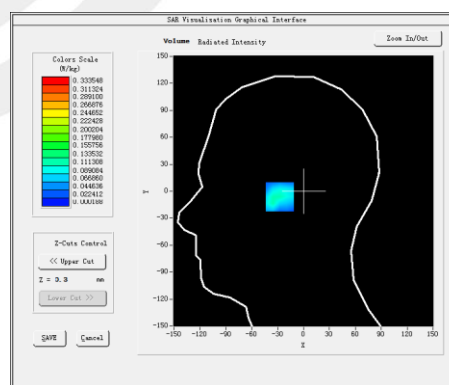 SAR Visualisation Graphical Interface
Volume Radiated Intensity
Zoom In/Out
Colors Scale
(W/kg)
0.333548
0.311324
0.289100
0.266876
0.244652
0.222428
0.200204
0.177980
0.155756
0.133532
0.111308
0.089084
0.066860
0.044636
0.022412
0.000188
Z-Cuts Control
<< Upper Cut
Z = 3.3 mm
Lower Cut >>
SAVE Cancel
Y
150
120
90
60
30
0
-30
-60
-90
-120
-150
-150 -120 -90 -60 -30 0 30 60 90 120 150
X